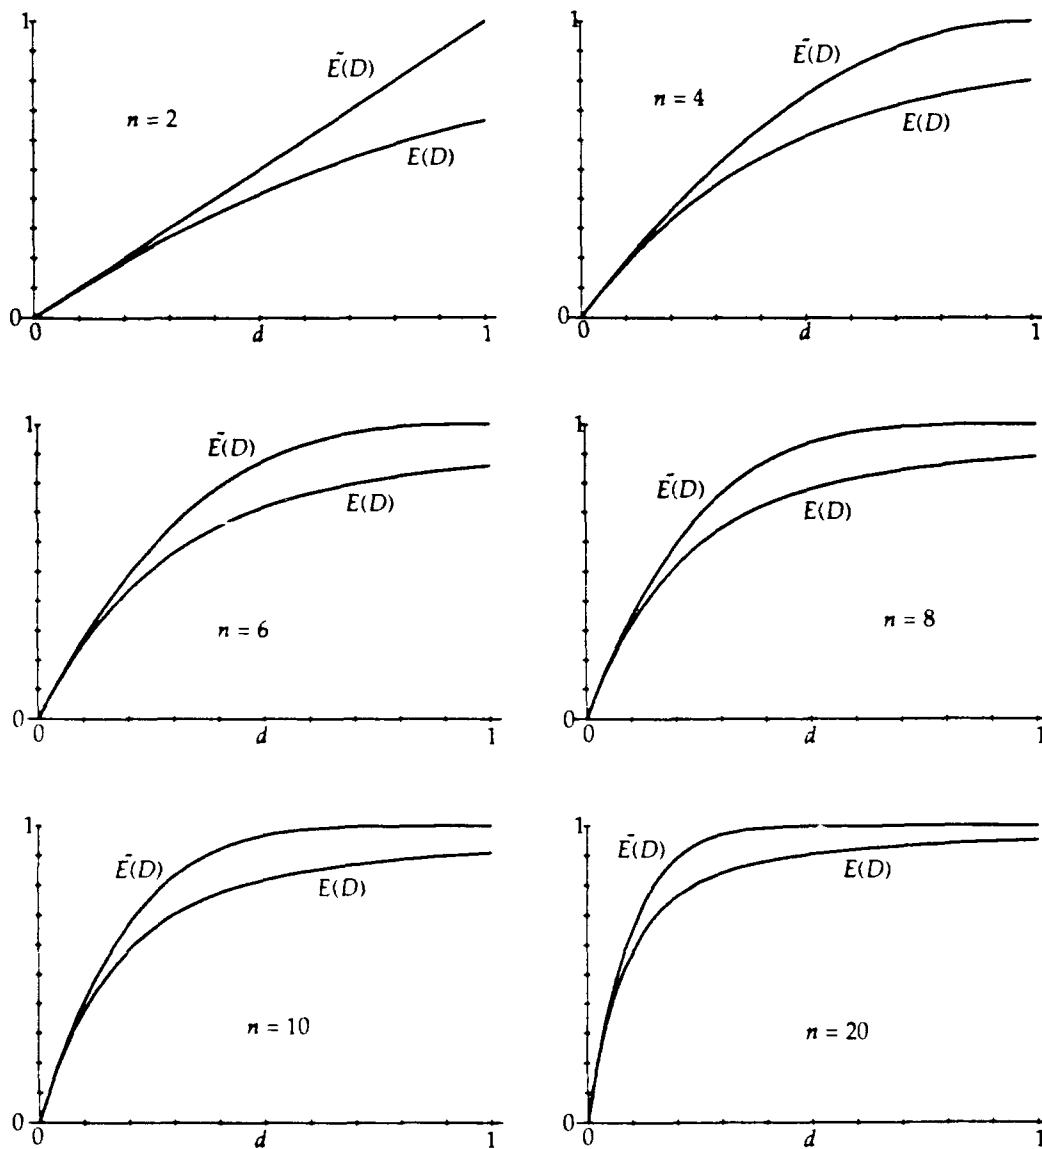 1
Ẽ(D)
n = 2
E(D)
0
0
d
1
1
Ẽ(D)
n = 4
E(D)
0
0
d
1
1
Ẽ(D)
E(D)
n = 6
0
0
d
1
1
Ẽ(D)
E(D)
n = 8
0
0
d
1
1
Ẽ(D)
E(D)
n = 10
0
0
d
1
1
Ẽ(D)
E(D)
n = 20
0
0
d
1